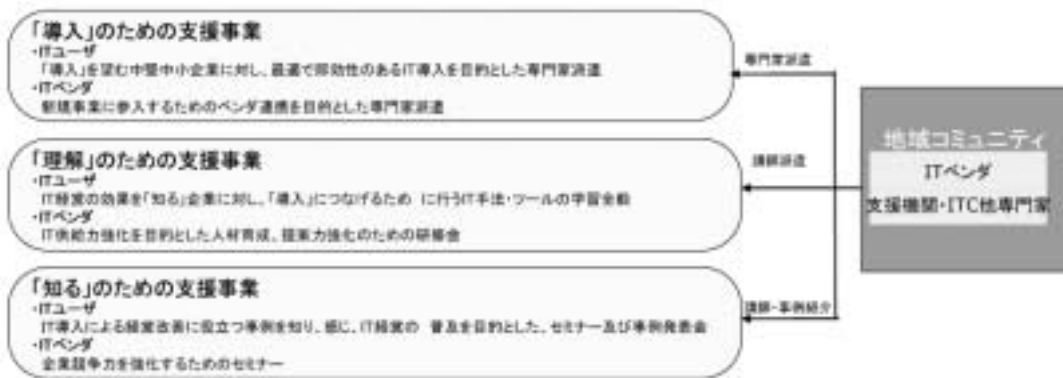 「導入」のための支援事業
・ITユーザ
「導入」を望む中堅中小企業に対し、最適で即効性のあるIT導入を目的とした専門家派遣
・ITベンダ
新規事業に参入するためのベンダ連携を目的とした専門家派遣
専門家派遣
「理解」のための支援事業
・ITユーザ
IT経営の効果を「知る」企業に対し、「導入」につなげるため に行うIT手法・ツールの学習全般
・ITベンダ
IT供給力強化を目的とした人材育成、提案力強化のための研修会
講師派遣
地域コミュニティ
ITベンダ
支援機関・ITC他専門家
「知る」のための支援事業
・ITユーザ
IT導入による経営改善に役立つ事例を知り、感じ、IT経営の 普及を目的とした、セミナー及び事例発表会
・ITベンダ
企業競争力を強化するためのセミナー
講師・事例紹介